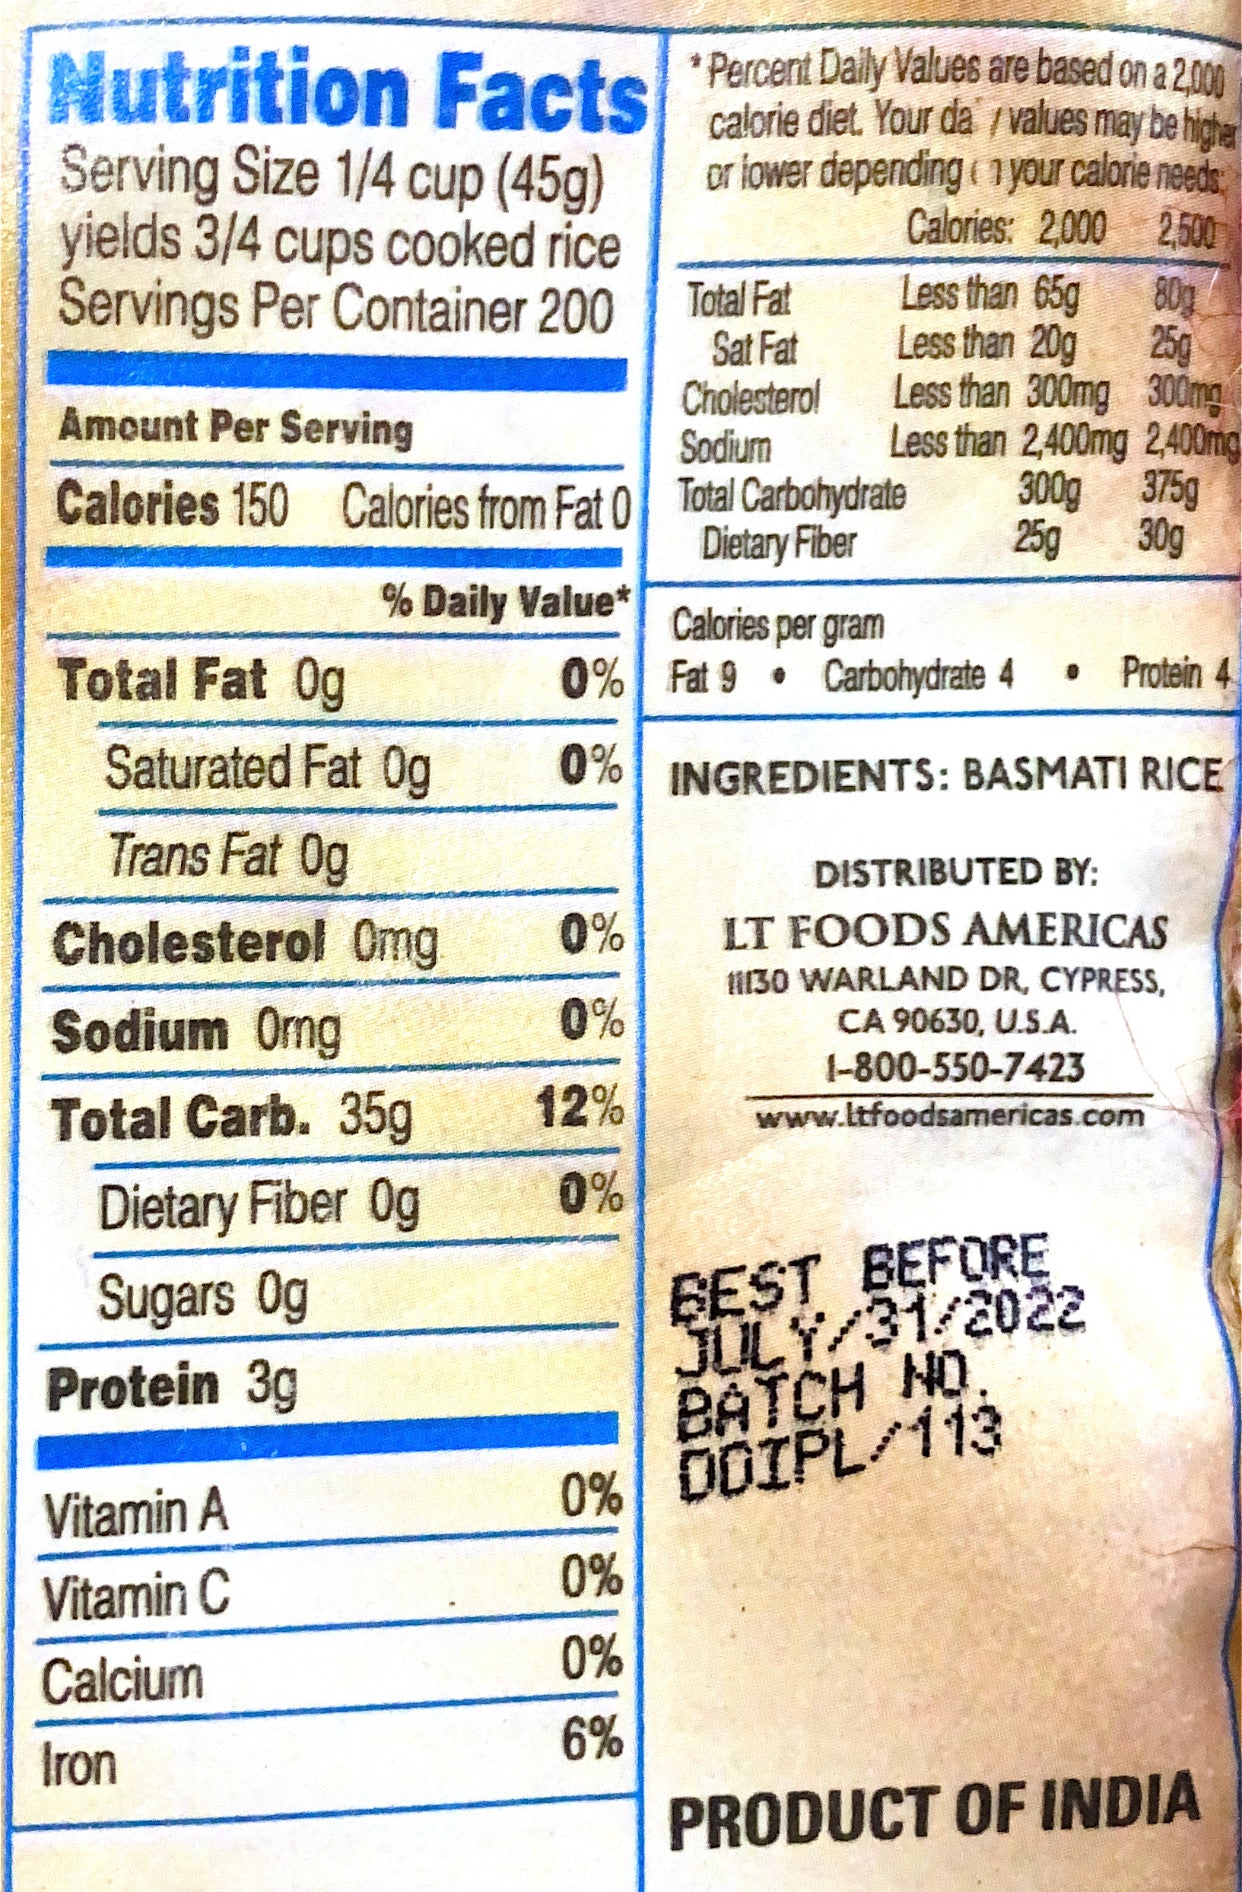 Nutrition Facts
Serving Size 1/4 cup (45g)
yields 3/4 cups cooked rice
Servings Per Container 200
Amount Per Serving
Calories 150 Calories from Fat 0
% Daily Value*
Total Fat 0g 0%
Saturated Fat 0g 0%
Trans Fat 0g
Cholesterol 0mg 0%
Sodium 0mg 0%
Total Carb. 35g 12%
Dietary Fiber 0g 0%
Sugars 0g
Protein 3g
Vitamin A 0%
Vitamin C 0%
Calcium 0%
Iron 6%
* Percent Daily Values are based on a 2,000
calorie diet. Your values may be higher
or lower depending your calorie needs:
Calories: 2,000 2,500
Total Fat Less than 65g 80g
Sat Fat Less than 20g 25g
Cholesterol Less than 300mg 300mg
Sodium Less than 2,400mg 2,400mg
Total Carbohydrate 300g 375g
Dietary Fiber 25g 30g
Calories per gram
Fat 9 • Carbohydrate 4 • Protein 4
INGREDIENTS: BASMATI RICE
DISTRIBUTED BY:
LT FOODS AMERICAS
11130 WARLAND DR, CYPRESS,
CA 90630, U.S.A.
1-800-550-7423
www.ltfoodsamericas.com
BEST BEFORE
JULY/31/2022
BATCH NO.
DDIPL/113
PRODUCT OF INDIA